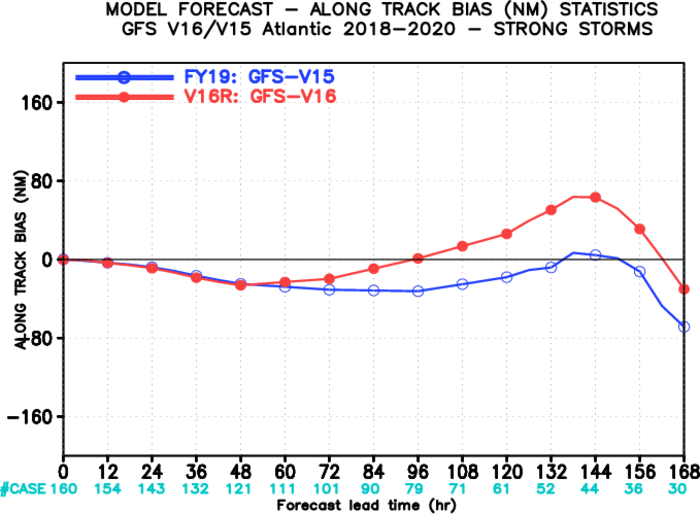 MODEL FORECAST – ALONG TRACK BIAS (NM) STATISTICS
GFS V16/V15 Atlantic 2018–2020 – STRONG STORMS
FY19: GFS–V15
V16R: GFS–V16
ALONG TRACK BIAS (NM)
160
80
0
–80
–160
0 12 24 36 48 60 72 84 96 108 120 132 144 156 168
#CASE 160 154 143 132 121 111 101 90 79 71 61 52 44 36 30
Forecast lead time (hr)